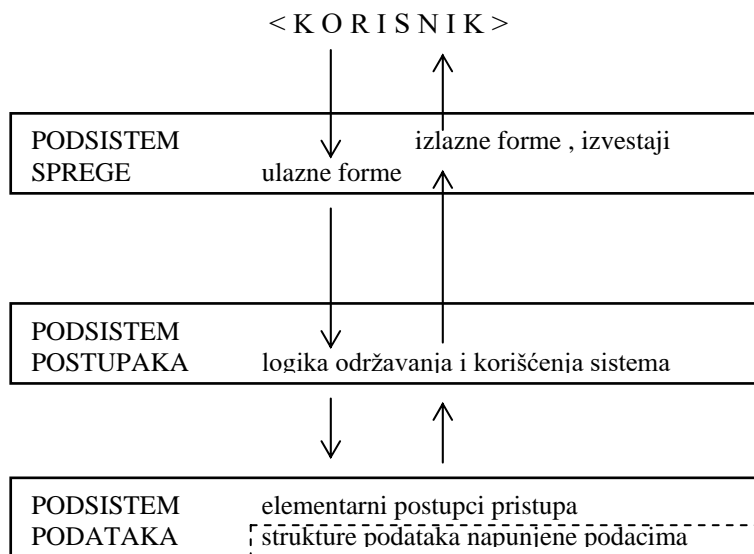 < K O R I S N I K >
PODSISTEM izlazne forme , izvestaji
SPREGE ulazne forme
PODSISTEM
POSTUPAKA logika održavanja i korišćenja sistema
PODSISTEM elementarni postupci pristupa
PODATAKA strukture podataka napunjene podacima